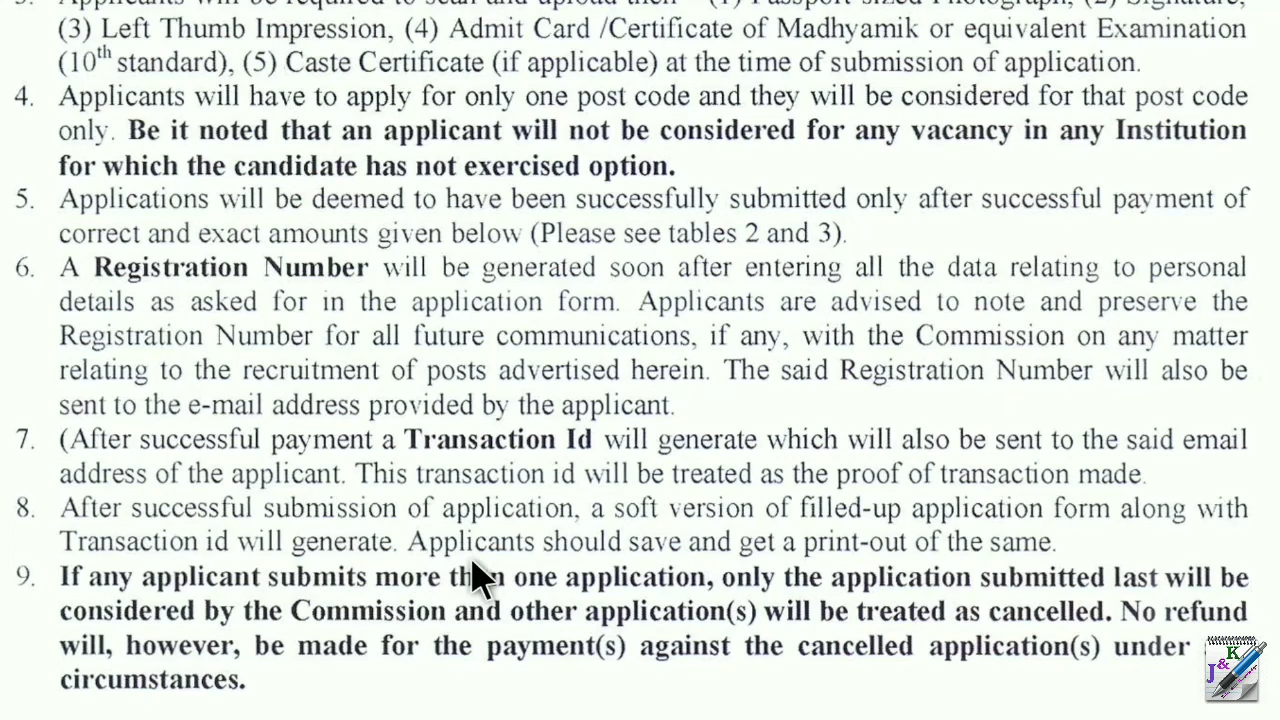 (3) Left Thumb Impression, (4) Admit Card /Certificate of Madhyamik or equivalent Examination
(10th standard), (5) Caste Certificate (if applicable) at the time of submission of application.
4. Applicants will have to apply for only one post code and they will be considered for that post code
only. Be it noted that an applicant will not be considered for any vacancy in any Institution
for which the candidate has not exercised option.
5. Applications will be deemed to have been successfully submitted only after successful payment of
correct and exact amounts given below (Please see tables 2 and 3).
6. A Registration Number will be generated soon after entering all the data relating to personal
details as asked for in the application form. Applicants are advised to note and preserve the
Registration Number for all future communications, if any, with the Commission on any matter
relating to the recruitment of posts advertised herein. The said Registration Number will also be
sent to the e-mail address provided by the applicant.
7. (After successful payment a Transaction Id will generate which will also be sent to the said email
address of the applicant. This transaction id will be treated as the proof of transaction made.
8. After successful submission of application, a soft version of filled-up application form along with
Transaction id will generate. Applicants should save and get a print-out of the same.
9. If any applicant submits more than one application, only the application submitted last will be
considered by the Commission and other application(s) will be treated as cancelled. No refund
will, however, be made for the payment(s) against the cancelled application(s) under
circumstances.
J&K